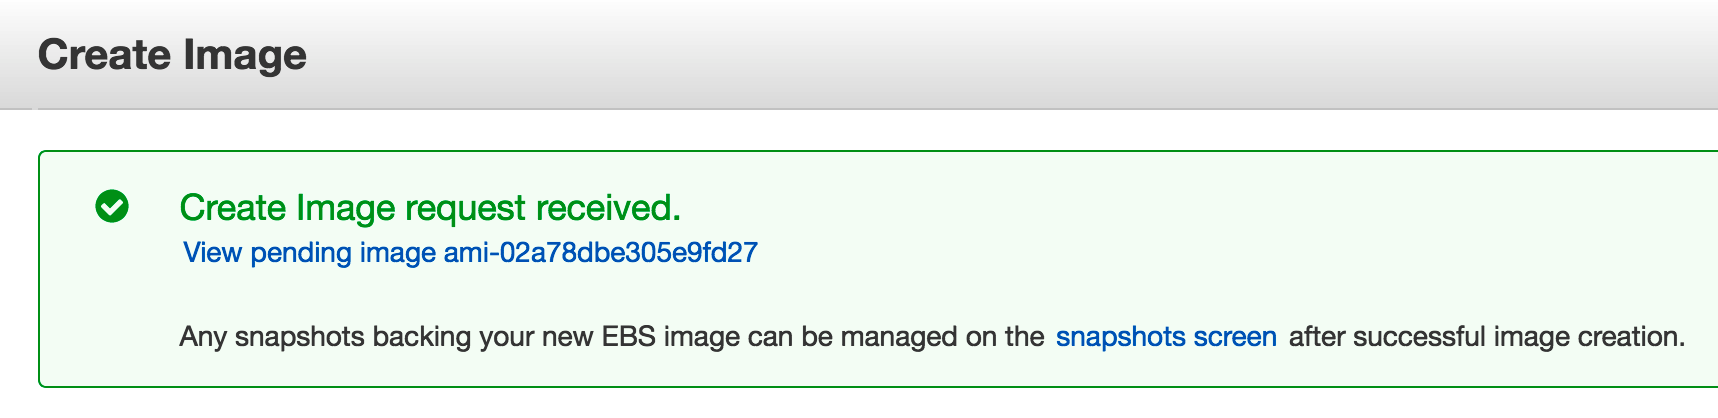 Create Image
Create Image request received.
View pending image ami-02a78dbe305e9fd27
Any snapshots backing your new EBS image can be managed on the snapshots screen after successful image creation.